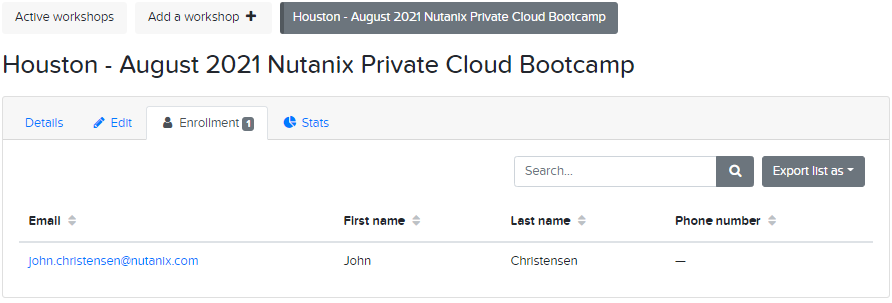 Active workshops Add a workshop Houston - August 2021 Nutanix Private Cloud Bootcamp
Houston - August 2021 Nutanix Private Cloud Bootcamp
Details Edit Enrollment 1 Stats
Search... Export list as
Email First name Last name Phone number
john.christensen@nutanix.com John Christensen —